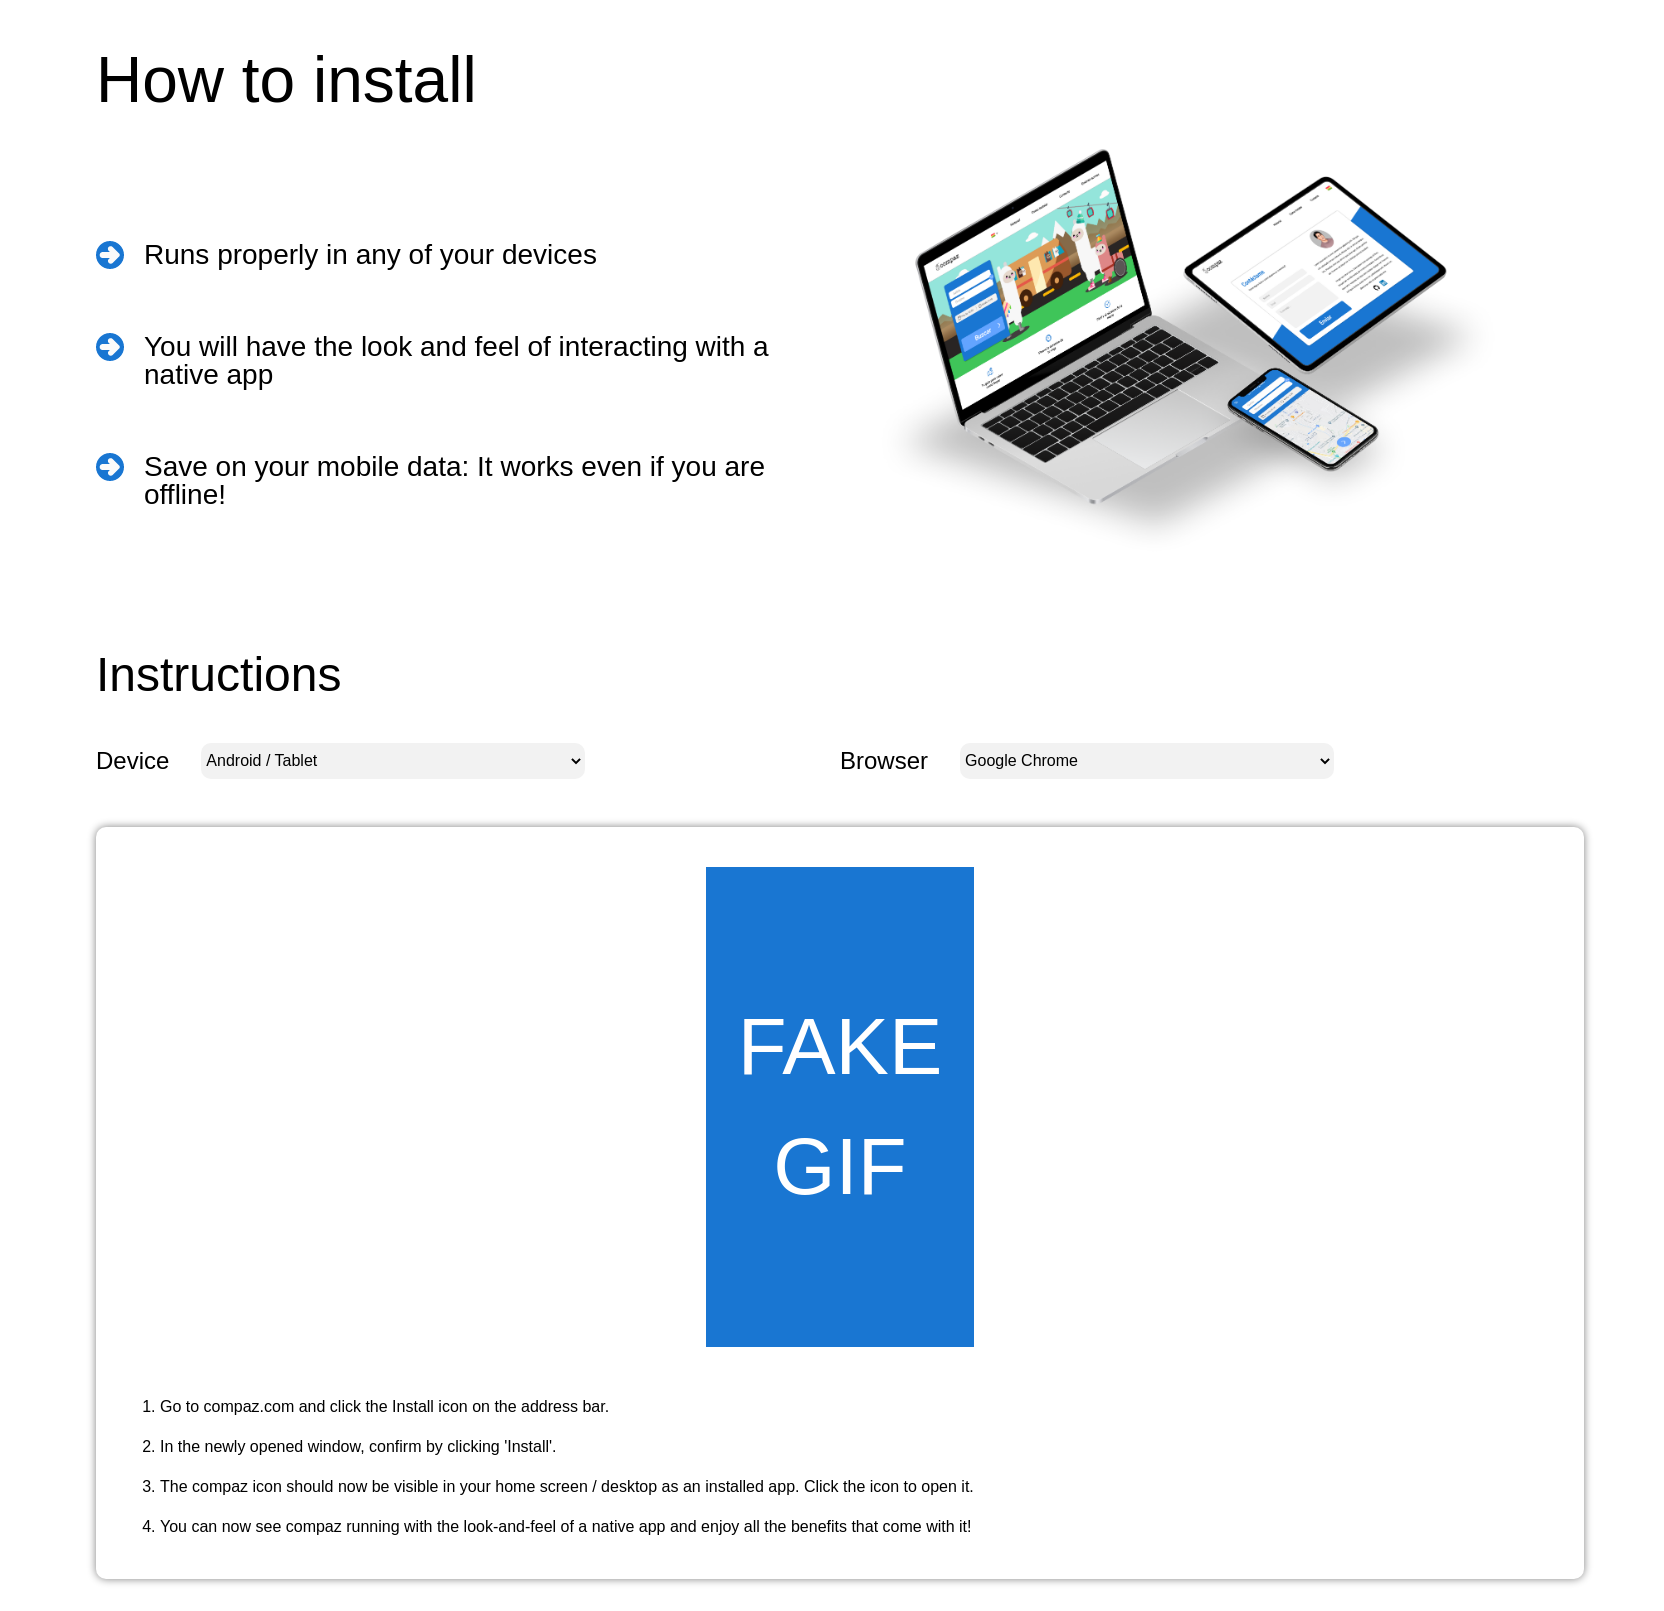 How to install
Runs properly in any of your devices
You will have the look and feel of interacting with a
native app
Save on your mobile data: It works even if you are
offline!
compaz
Buscar
compaz
Contáctame
Enviar
Instructions
Device
Android / Tablet
Browser
Google Chrome
FAKE
GIF
1. Go to compaz.com and click the Install icon on the address bar.
2. In the newly opened window, confirm by clicking 'Install'.
3. The compaz icon should now be visible in your home screen / desktop as an installed app. Click the icon to open it.
4. You can now see compaz running with the look-and-feel of a native app and enjoy all the benefits that come with it!